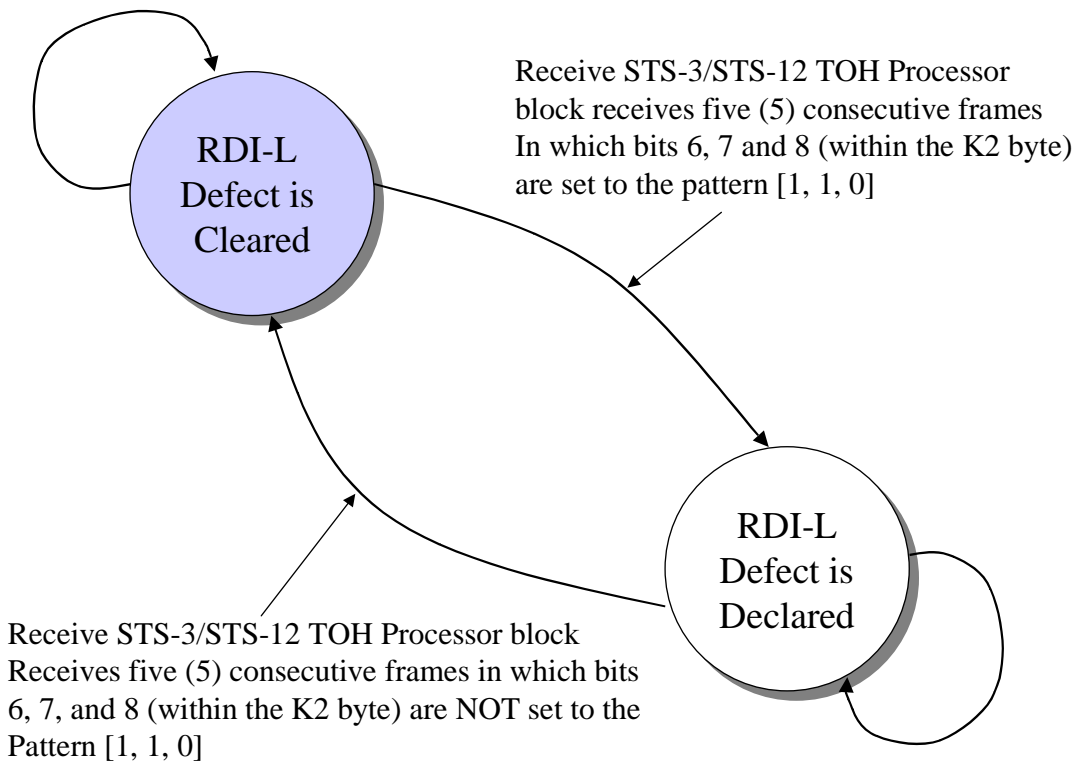 Receive STS-3/STS-12 TOH Processor
block receives five (5) consecutive frames
In which bits 6, 7 and 8 (within the K2 byte)
are set to the pattern [1, 1, 0]
RDI-L
Defect is
Cleared
RDI-L
Defect is
Declared
Receive STS-3/STS-12 TOH Processor block
Receives five (5) consecutive frames in which bits
6, 7, and 8 (within the K2 byte) are NOT set to the
Pattern [1, 1, 0]